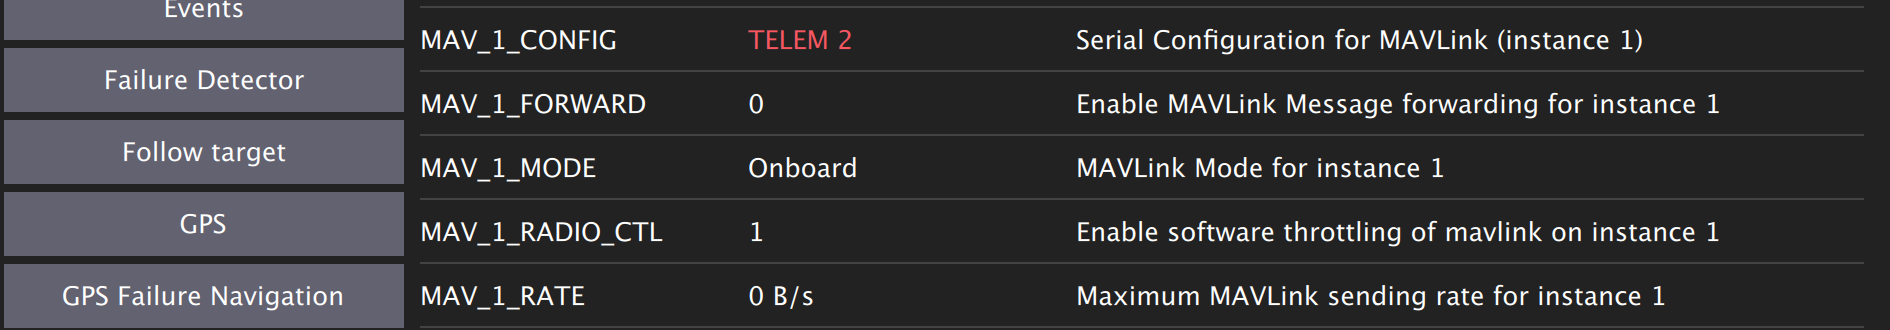 Events
Failure Detector
Follow target
GPS
GPS Failure Navigation
MAV_1_CONFIG TELEM 2 Serial Configuration for MAVLink (instance 1)
MAV_1_FORWARD 0 Enable MAVLink Message forwarding for instance 1
MAV_1_MODE Onboard MAVLink Mode for instance 1
MAV_1_RADIO_CTL 1 Enable software throttling of mavlink on instance 1
MAV_1_RATE 0 B/s Maximum MAVLink sending rate for instance 1